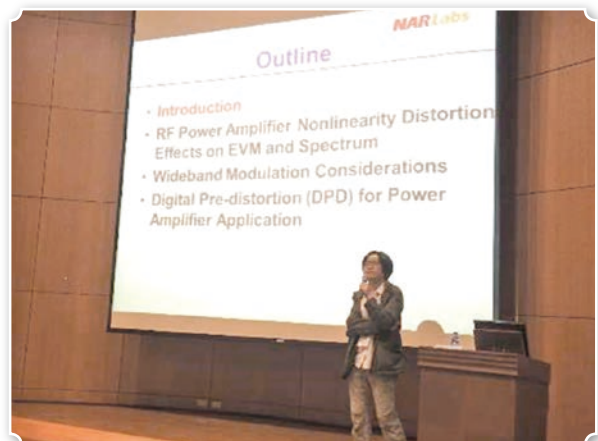 NARLabs
Outline
• Introduction
• RF Power Amplifier Nonlinearity Distortion
Effects on EVM and Spectrum
• Wideband Modulation Considerations
• Digital Pre-distortion (DPD) for Power
Amplifier Application